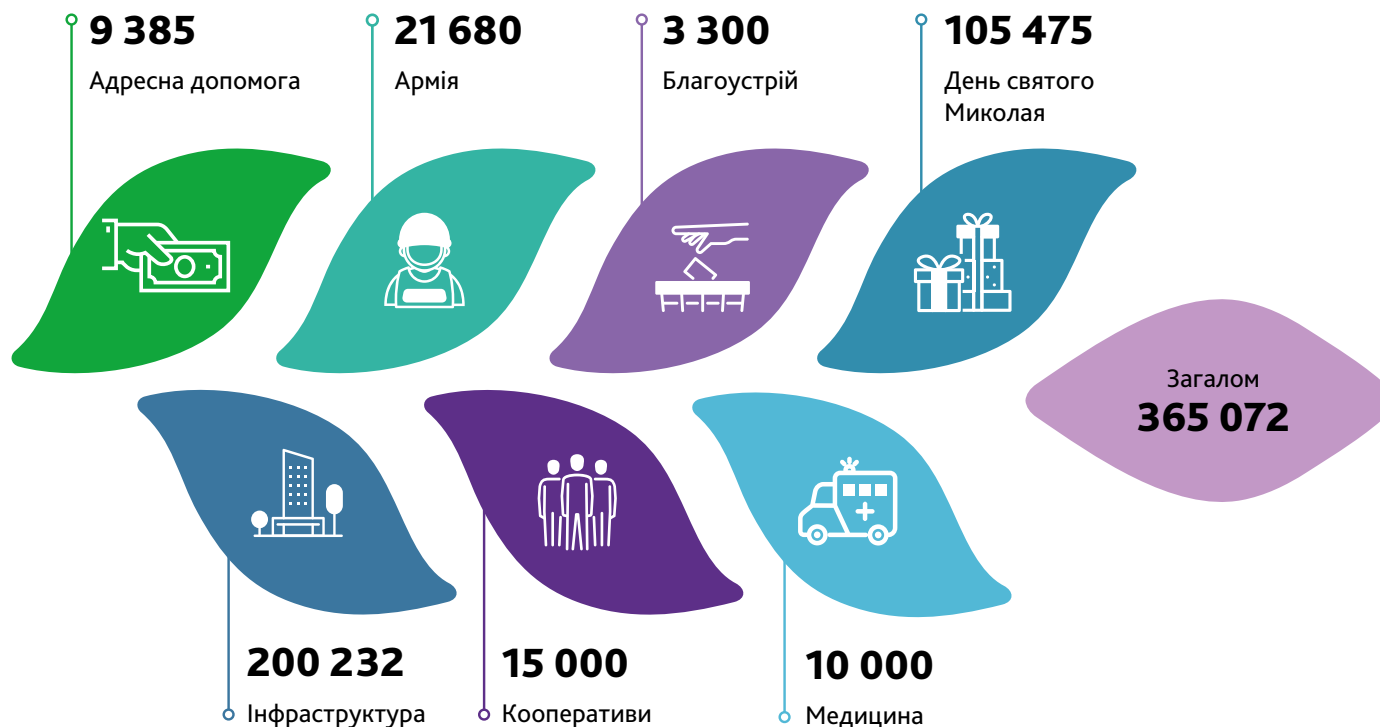 9 385
Адресна допомога
21 680
Армія
3 300
Благоустрій
105 475
День святого
Миколая
Загалом
365 072
200 232
Інфраструктура
15 000
Кооперативи
10 000
Медицина